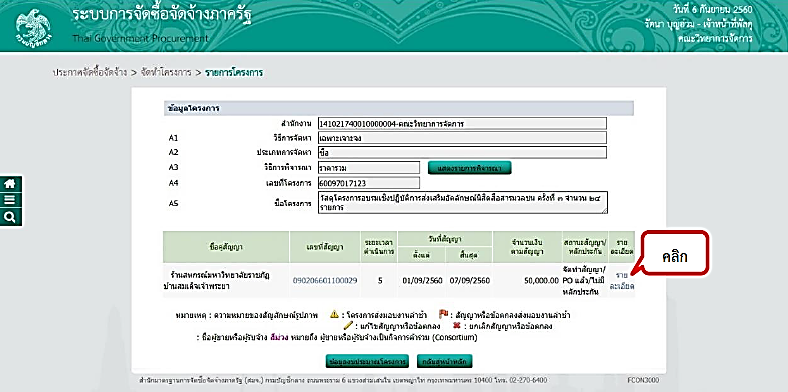 ระบบการจัดซื้อจัดจ้างภาครัฐ
Thai Government Procurement
วันที่ 6 กันยายน 2560
รัตนา บุญอ่วม - เจ้าหน้าที่พัสดุ
คณะวิทยาการจัดการ
ประกาศจัดซื้อจัดจ้าง > จัดทำโครงการ > รายการโครงการ
ข้อมูลโครงการ
สำนักงาน 141021740010000004-คณะวิทยาการจัดการ
A1 วิธีการจัดหา เฉพาะเจาะจง
A2 ประเภทการจัดหา ซื้อ
A3 วิธีการพิจารณา ราคารวม แสดงรายการพิจารณา
A4 เลขที่โครงการ 60097017123
A5 ชื่อโครงการ วัสดุโครงการอบรมเชิงปฏิบัติการส่งเสริมอัตลักษณ์นิสิตสื่อสารมวลชน ครั้งที่ ๓ จำนวน ๒๔
รายการ
ชื่อคู่สัญญา เลขที่สัญญา ระยะเวลา ดำเนินการ วันที่สัญญา ตั้งแต่ สิ้นสุด จำนวนเงิน ตามสัญญา สถานะสัญญา/ หลักประกัน ราย ละเอียด
คลิก
ร้านสหกรณ์มหาวิทยาลัยราชภัฏ
บ้านสมเด็จเจ้าพระยา
090206601100029 5 01/09/2560 07/09/2560 50,000.00
จัดทำสัญญา/
PO แล้ว/ไม่มี
หลักประกัน
ราย
ละเอียด
หมายเหตุ : ความหมายของสัญลักษณ์รูปภาพ : โครงการส่งมอบงานล่าช้า : สัญญาหรือข้อตกลงส่งมอบงานล่าช้า
: แก้ไขสัญญาหรือข้อตกลง : ยกเลิกสัญญาหรือข้อตกลง
: ชื่อผู้ขายหรือผู้รับจ้าง สีม่วง หมายถึง ผู้ขายหรือผู้รับจ้างเป็นกิจการค้าร่วม (Consortium)
ข้อมูลงบประมาณโครงการ กลับสู่หน้าหลัก
สำนักมาตรฐานการจัดซื้อจัดจ้างภาครัฐ (สมจ.) กรมบัญชีกลาง ถนนพระราม 6 แขวงสามเสนใน เขตพญาไท กรุงเทพมหานคร 10400 โทร. 02-270-6400 FCON3000